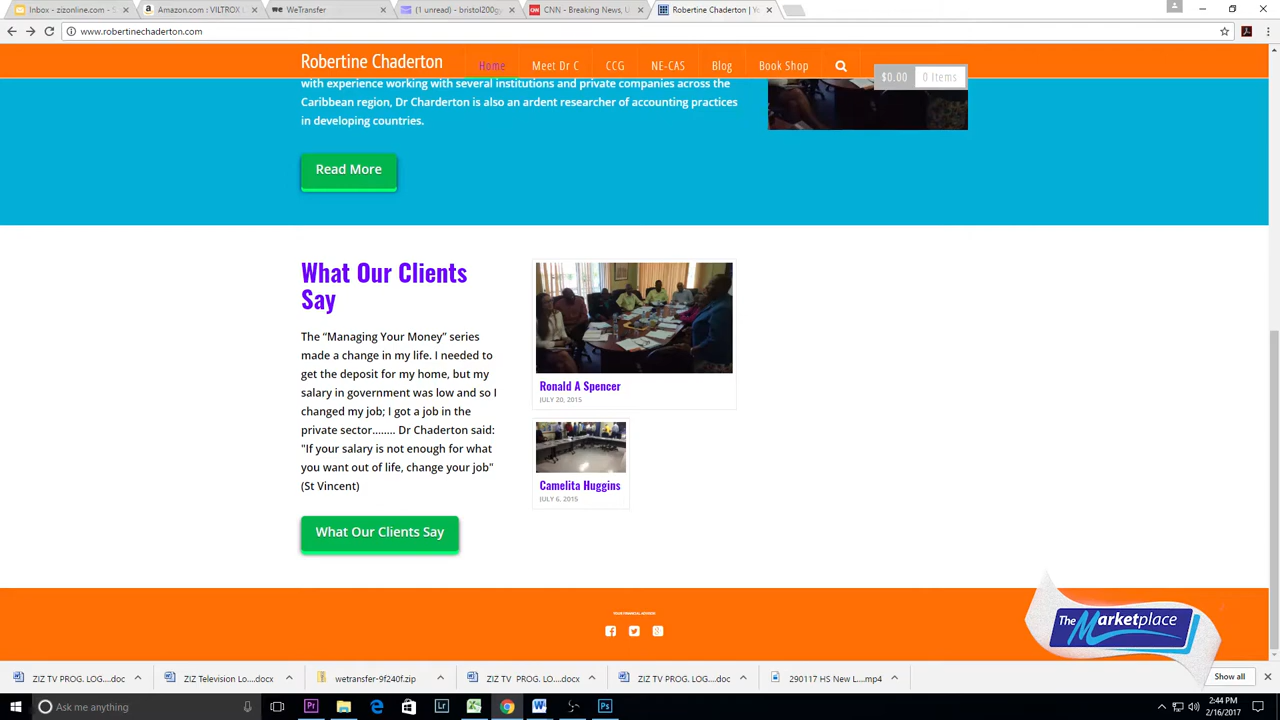 Inbox - zizonline.com - S
Amazon.com : VILTROX
WeTransfer
(1 unread) - bristol200g
CNN - Breaking News, U
Robertine Chaderton | Yo
www.robertinechaderton.com
Robertine Chaderton
Home
Meet Dr C
CCG
NE-CAS
Blog
Book Shop
$0.00
0 Items
with experience working with several institutions and private companies across the
Caribbean region, Dr Charderton is also an ardent researcher of accounting practices
in developing countries.
Read More
What Our Clients
Say
The “Managing Your Money” series
made a change in my life. I needed to
get the deposit for my home, but my
salary in government was low and so I
changed my job; I got a job in the
private sector........ Dr Chaderton said:
"If your salary is not enough for what
you want out of life, change your job"
(St Vincent)
What Our Clients Say
Ronald A Spencer
JULY 20, 2015
Camelita Huggins
JULY 6, 2015
YOUR FINANCIAL ADVISOR
The Marketplace
ZIZ TV PROG. LOG....doc
ZIZ Television Lo....docx
wetransfer-9f240f.zip
ZIZ TV PROG. LO....docx
ZIZ TV PROG. LOG....doc
290117 HS New L....mp4
Show all
Ask me anything
2:44 PM
2/16/2017